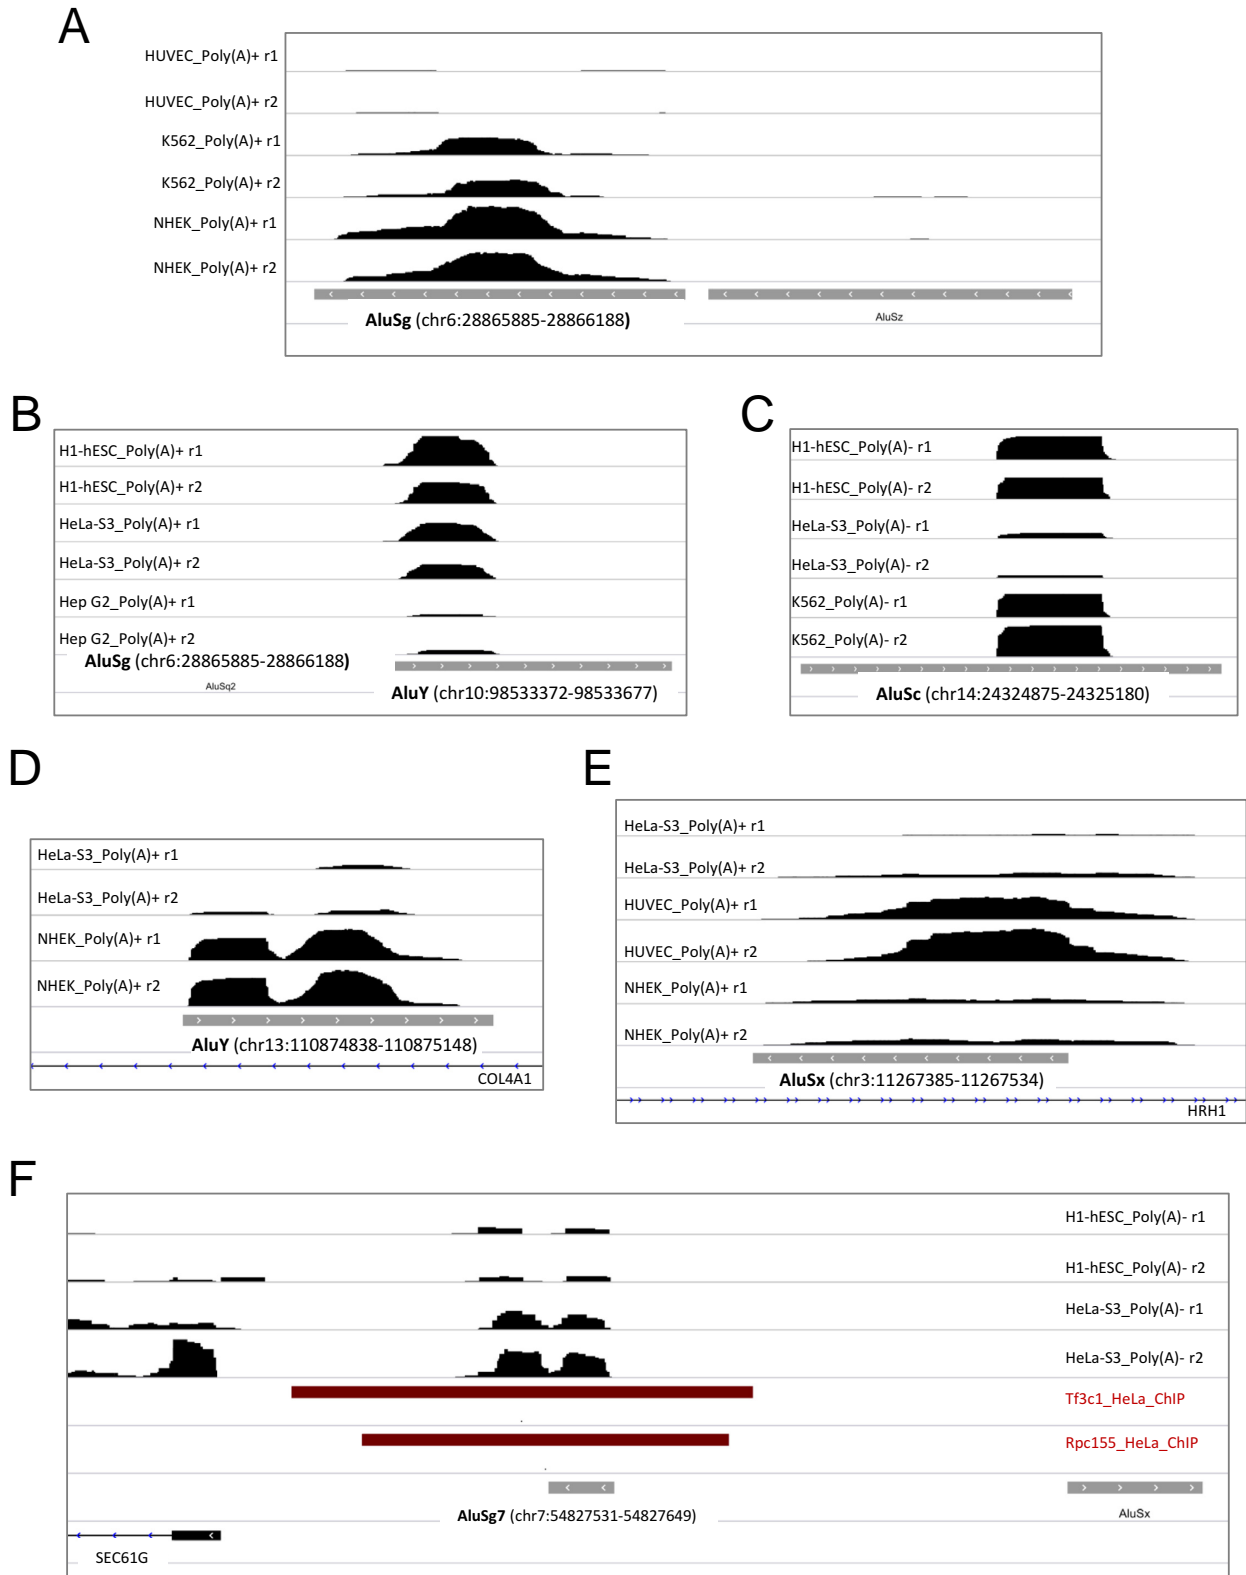 A
HUVEC_Poly(A)+ r1
HUVEC_Poly(A)+ r2
K562_Poly(A)+ r1
K562_Poly(A)+ r2
NHEK_Poly(A)+ r1
NHEK_Poly(A)+ r2
AluSg (chr6:28865885-28866188)
AluSz
B
H1-hESC_Poly(A)+ r1
H1-hESC_Poly(A)+ r2
HeLa-S3_Poly(A)+ r1
HeLa-S3_Poly(A)+ r2
Hep G2_Poly(A)+ r1
Hep G2_Poly(A)+ r2
AluSg (chr6:28865885-28866188)
AluSq2
AluY (chr10:98533372-98533677)
C
H1-hESC_Poly(A)- r1
H1-hESC_Poly(A)- r2
HeLa-S3_Poly(A)- r1
HeLa-S3_Poly(A)- r2
K562_Poly(A)- r1
K562_Poly(A)- r2
AluSc (chr14:24324875-24325180)
D
HeLa-S3_Poly(A)+ r1
HeLa-S3_Poly(A)+ r2
NHEK_Poly(A)+ r1
NHEK_Poly(A)+ r2
AluY (chr13:110874838-110875148)
COL4A1
E
HeLa-S3_Poly(A)+ r1
HeLa-S3_Poly(A)+ r2
HUVEC_Poly(A)+ r1
HUVEC_Poly(A)+ r2
NHEK_Poly(A)+ r1
NHEK_Poly(A)+ r2
AluSx (chr3:11267385-11267534)
HRH1
F
H1-hESC_Poly(A)- r1
H1-hESC_Poly(A)- r2
HeLa-S3_Poly(A)- r1
HeLa-S3_Poly(A)- r2
Tf3c1_HeLa_ChIP
Rpc155_HeLa_ChIP
AluSg7 (chr7:54827531-54827649)
AluSx
SEC61G